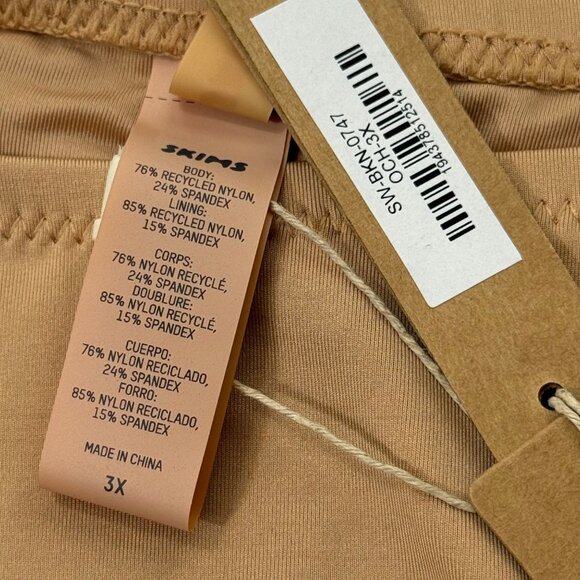 SKIMS
BODY:
76% RECYCLED NYLON,
24% SPANDEX
LINING:
85% RECYCLED NYLON,
15% SPANDEX
CORPS:
76% NYLON RECYCLÉ,
24% SPANDEX
DOUBLURE:
85% NYLON RECYCLÉ,
15% SPANDEX
CUERPO:
76% NYLON RECICLADO,
24% SPANDEX
FORRO:
85% NYLON RECICLADO,
15% SPANDEX
MADE IN CHINA
3X
SW-BKN-0747
OCH-3X
194378512514